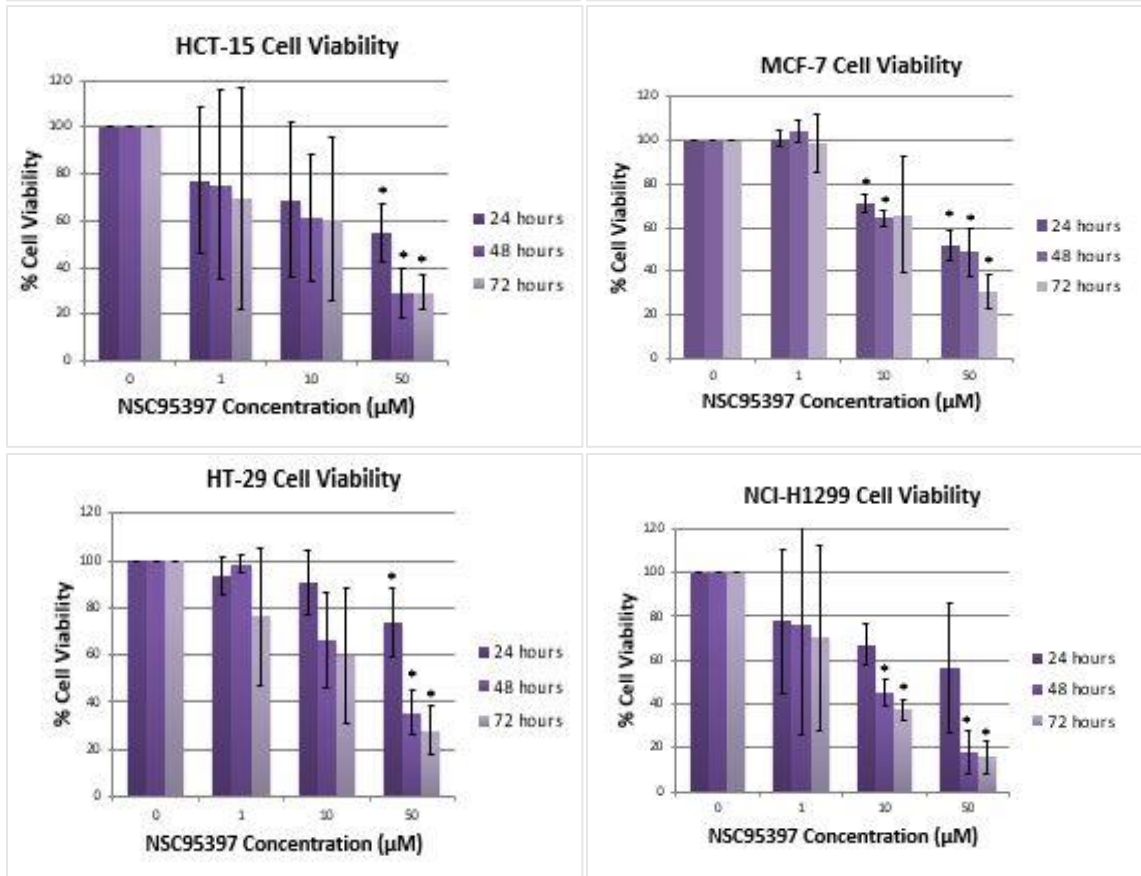 HCT-15 Cell Viability
120
100
80
60
40
20
0
% Cell Viability
*
*
*
24 hours
48 hours
72 hours
0
1
10
50
NSC95397 Concentration (µM)
MCF-7 Cell Viability
120
100
80
60
40
20
0
% Cell Viability
*
*
*
*
*
24 hours
48 hours
72 hours
0
1
10
50
NSC95397 Concentration (µM)
HT-29 Cell Viability
120
100
80
60
40
20
0
% Cell Viability
*
*
*
24 hours
48 hours
72 hours
0
1
10
50
NSC95397 Concentration (µM)
NCI-H1299 Cell Viability
120
100
80
60
40
20
0
% Cell Viability
*
*
*
*
24 hours
48 hours
72 hours
0
1
10
50
NSC95397 Concentration (µM)